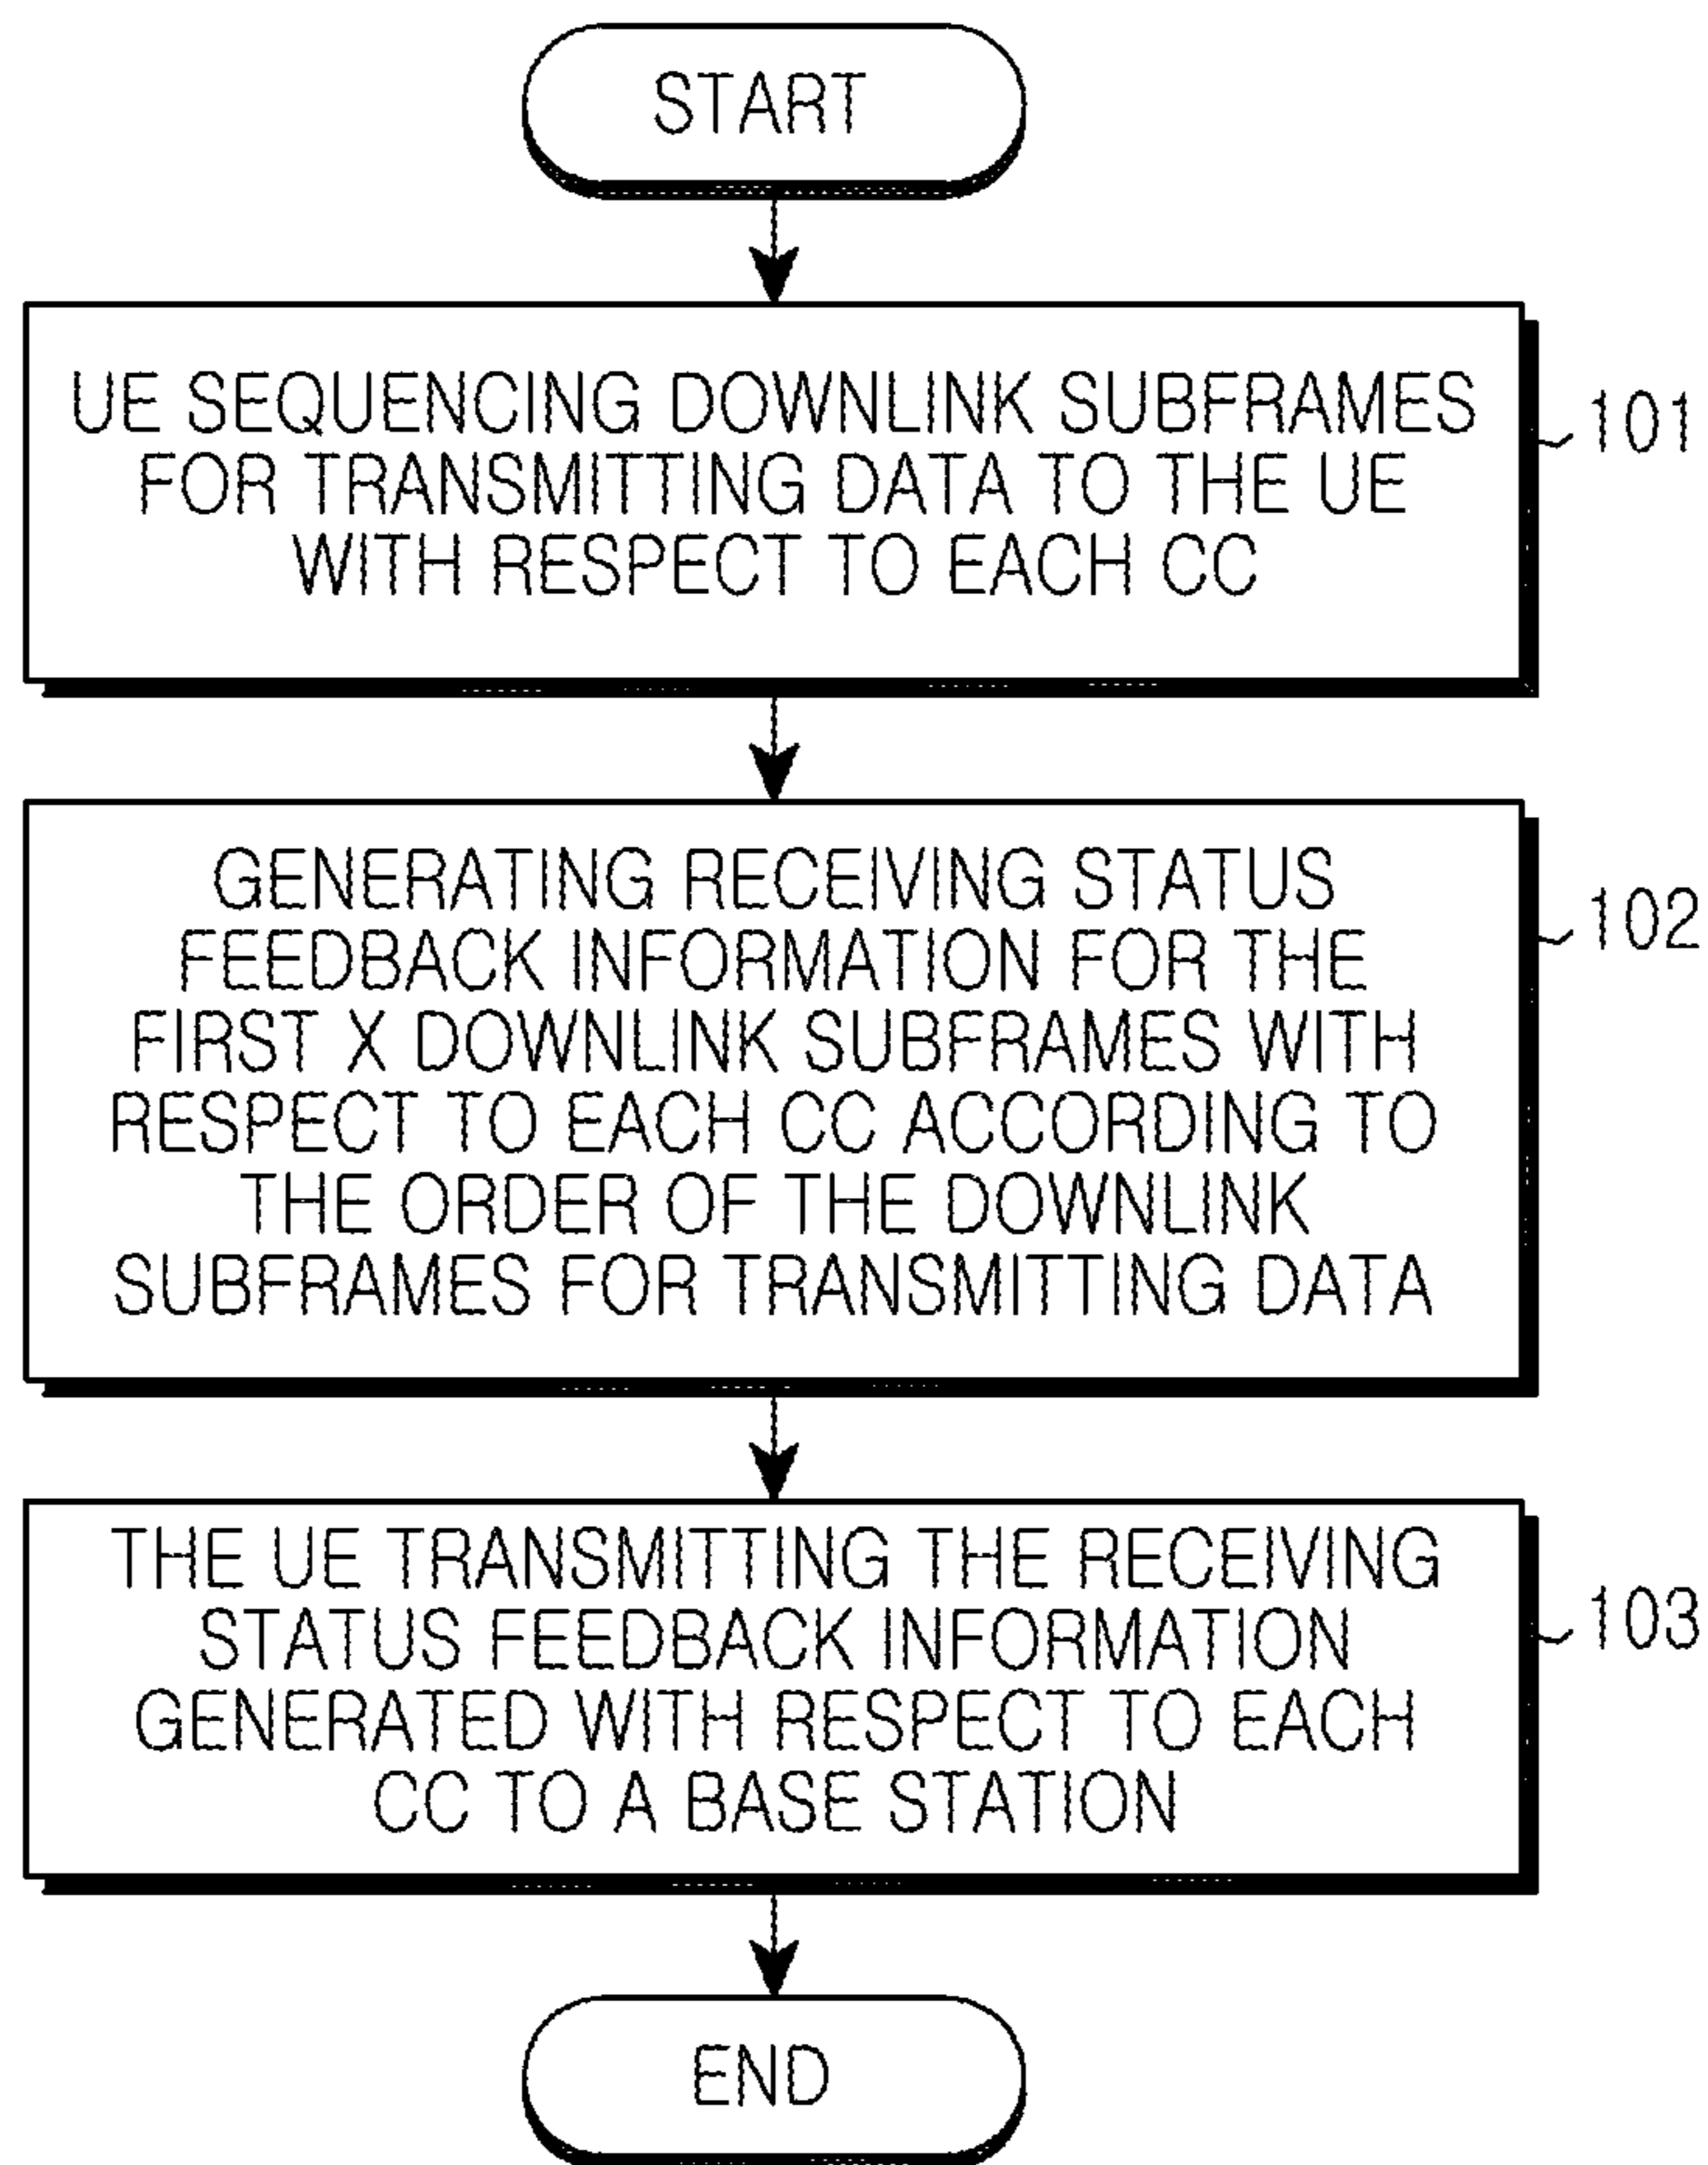 START
UE SEQUENCING DOWNLINK SUBFRAMES
FOR TRANSMITTING DATA TO THE UE
WITH RESPECT TO EACH CC
101
GENERATING RECEIVING STATUS
FEEDBACK INFORMATION FOR THE
FIRST X DOWNLINK SUBFRAMES WITH
RESPECT TO EACH CC ACCORDING TO
THE ORDER OF THE DOWNLINK
SUBFRAMES FOR TRANSMITTING DATA
102
THE UE TRANSMITTING THE RECEIVING
STATUS FEEDBACK INFORMATION
GENERATED WITH RESPECT TO EACH
CC TO A BASE STATION
103
END